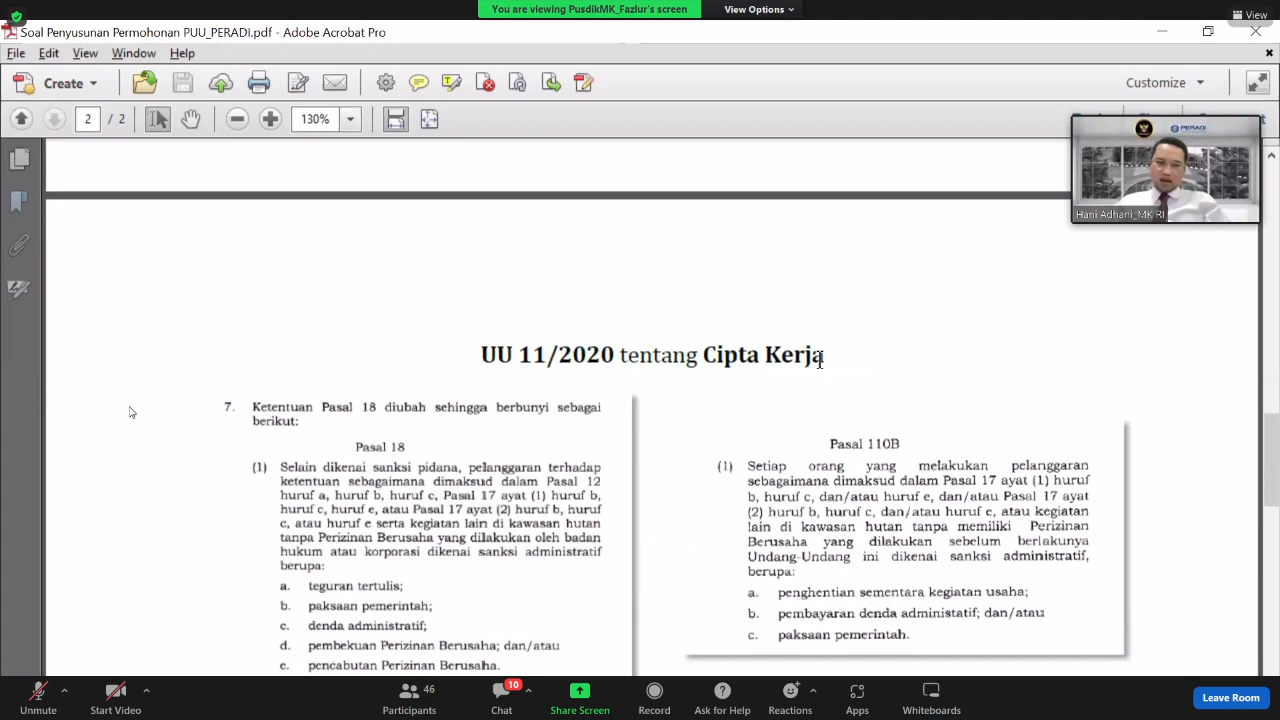 You are viewing PusdikMK_Fazlur's screen
View Options
View
Soal Penyusunan Permohonan PUU_PERADI.pdf - Adobe Acrobat Pro
File Edit View Window Help
Create
Customize
2 / 2
130%
PERADI
Hani Adhani_MK RI
UU 11/2020 tentang Cipta Kerja
7. Ketentuan Pasal 18 diubah sehingga berbunyi sebagai
berikut:
Pasal 18
(1) Selain dikenai sanksi pidana, pelanggaran terhadap
ketentuan sebagaimana dimaksud dalam Pasal 12
huruf a, huruf b, huruf c, Pasal 17 ayat (1) huruf b,
huruf c, huruf e, atau Pasal 17 ayat (2) huruf b, huruf
c, atau huruf e serta kegiatan lain di kawasan hutan
tanpa Perizinan Berusaha yang dilakukan oleh badan
hukum atau korporasi dikenai sanksi administratif
berupa:
a. teguran tertulis;
b. paksaan pemerintah;
c. denda administratif;
d. pembekuan Perizinan Berusaha; dan/atau
e. pencabutan Perizinan Berusaha.
Pasal 110B
(1) Setiap orang yang melakukan pelanggaran
sebagaimana dimaksud dalam Pasal 17 ayat (1) huruf
b, huruf c, dan/atau huruf e, dan/atau Pasal 17 ayat
(2) huruf b, huruf c, dan/atau huruf e, atau kegiatan
lain di kawasan hutan tanpa memiliki Perizinan
Berusaha yang dilakukan sebelum berlakunya
Undang-Undang ini dikenai sanksi administratif,
berupa:
a. penghentian sementara kegiatan usaha;
b. pembayaran denda administatif; dan/atau
c. paksaan pemerintah.
Unmute
Start Video
46
Participants
10
Chat
Share Screen
Record
Ask for Help
Reactions
Apps
Whiteboards
Leave Room